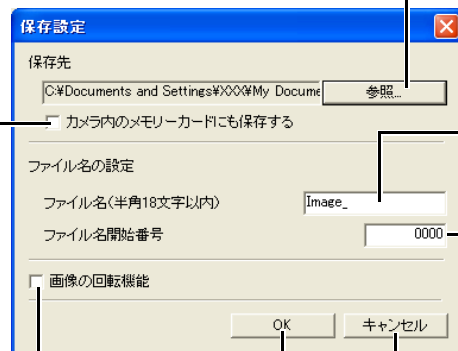 保存設定
保存先
C:¥Documents and Settings¥XXX¥My Docume
参照...
カメラ内のメモリーカードにも保存する
ファイル名の設定
ファイル名(半角18文字以内) Image_
ファイル名開始番号 0000
画像の回転機能
OK キャンセル